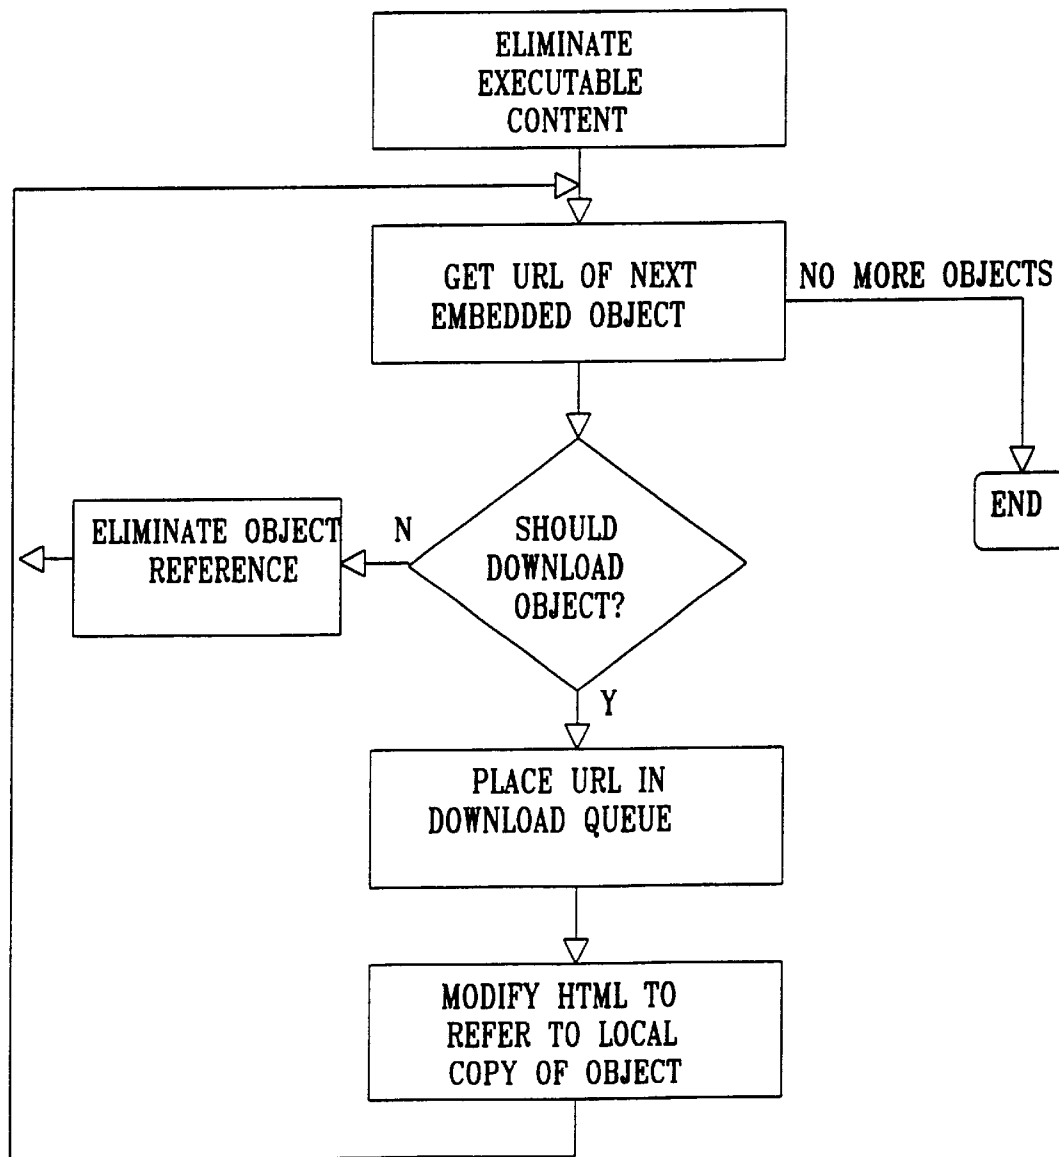 ELIMINATE
EXECUTABLE
CONTENT
GET URL OF NEXT
EMBEDDED OBJECT
NO MORE OBJECTS
END
SHOULD
DOWNLOAD
OBJECT?
N
ELIMINATE OBJECT
REFERENCE
Y
PLACE URL IN
DOWNLOAD QUEUE
MODIFY HTML TO
REFER TO LOCAL
COPY OF OBJECT